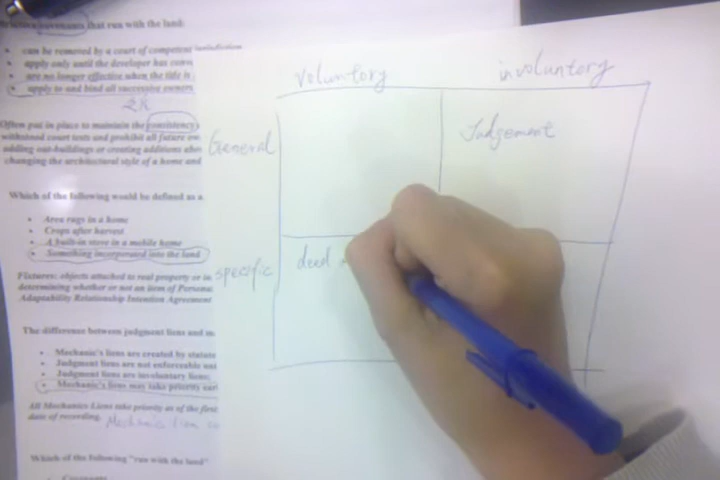 covenants that run with the land:
can be removed by a court of competent jurisdiction
apply only until the developer has
are no longer effective when the title is
apply to and bind all successive owners
Often put in place to maintain the consistency
withstood court tests and prohibit all future
adding out-buildings or creating additions
changing the architectural style of a home and
Which of the following would be defined as a
Area rugs in a home
Crops after harvest
A built-in stove in a mobile home
Something incorporated into the land
Fixtures: objects attached to real property or
determining whether or not an item of
Adaptability Relationship Intention Agreement
The difference between judgment liens and
Mechanic's liens are created by statute
Judgment liens are not enforceable
Judgment liens are involuntary liens;
Mechanic's liens may take priority
All Mechanics Liens take priority as of the first
date of recording. Mechanic's lien
Which of the following "run with the land"
Covenants
voluntory involuntory
General Judgement
specific deed